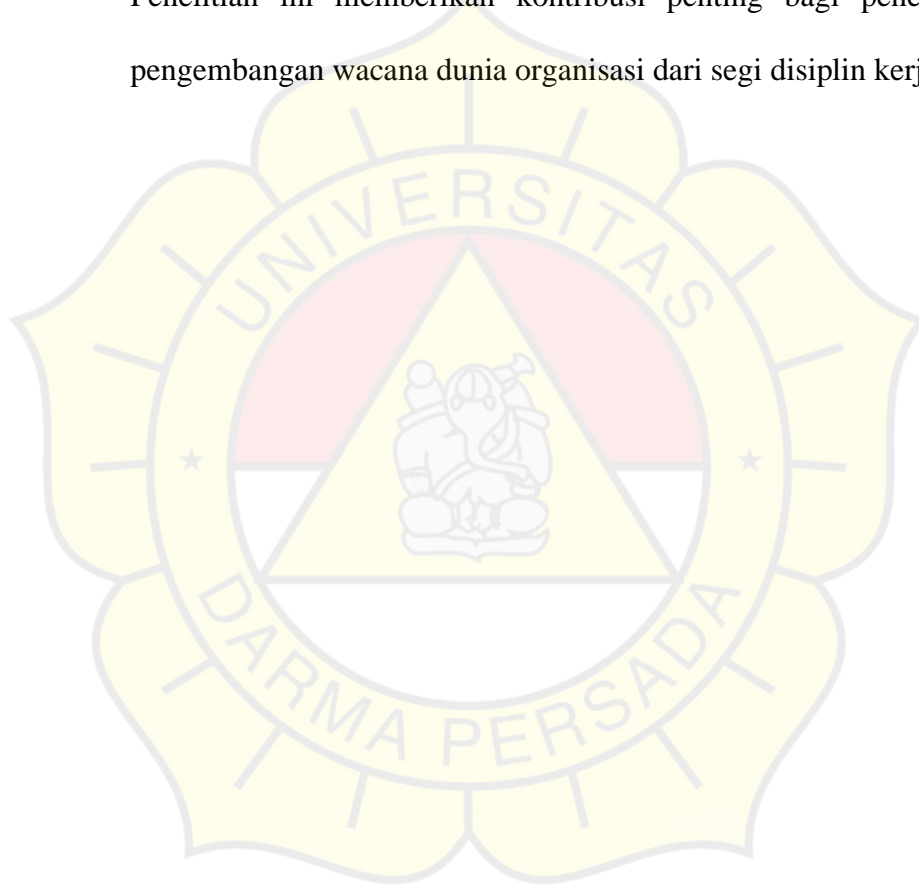 Penelitian ini memberikan kontribusi penting bagi
pengembangan wacana dunia organisasi dari segi disiplin
UNIVERSITAS
DARMA PERSADA